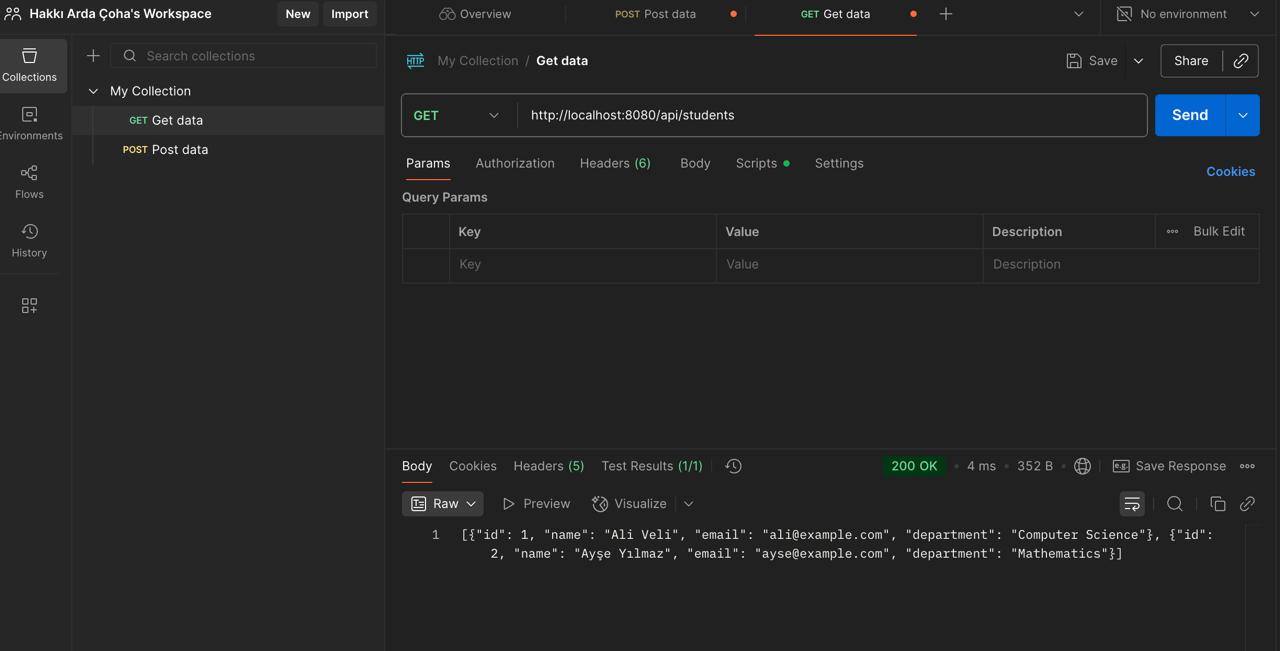 Hakkı Arda Çoha's Workspace New Import Overview POST Post data GET Get data No environment
Collections
Search collections
My Collection / Get data Save Share
My Collection
GET Get data
POST Post data
GET http://localhost:8080/api/students Send
Environments
Flows
History
Params Authorization Headers (6) Body Scripts Settings Cookies
Query Params
Key Value Description Bulk Edit
Key Value Description
Body Cookies Headers (5) Test Results (1/1) 200 OK 4 ms 352 B e.g. Save Response
Raw Preview Visualize
1 [{"id": 1, "name": "Ali Veli", "email": "ali@example.com", "department": "Computer Science"}, {"id":
2, "name": "Ayşe Yılmaz", "email": "ayse@example.com", "department": "Mathematics"}]